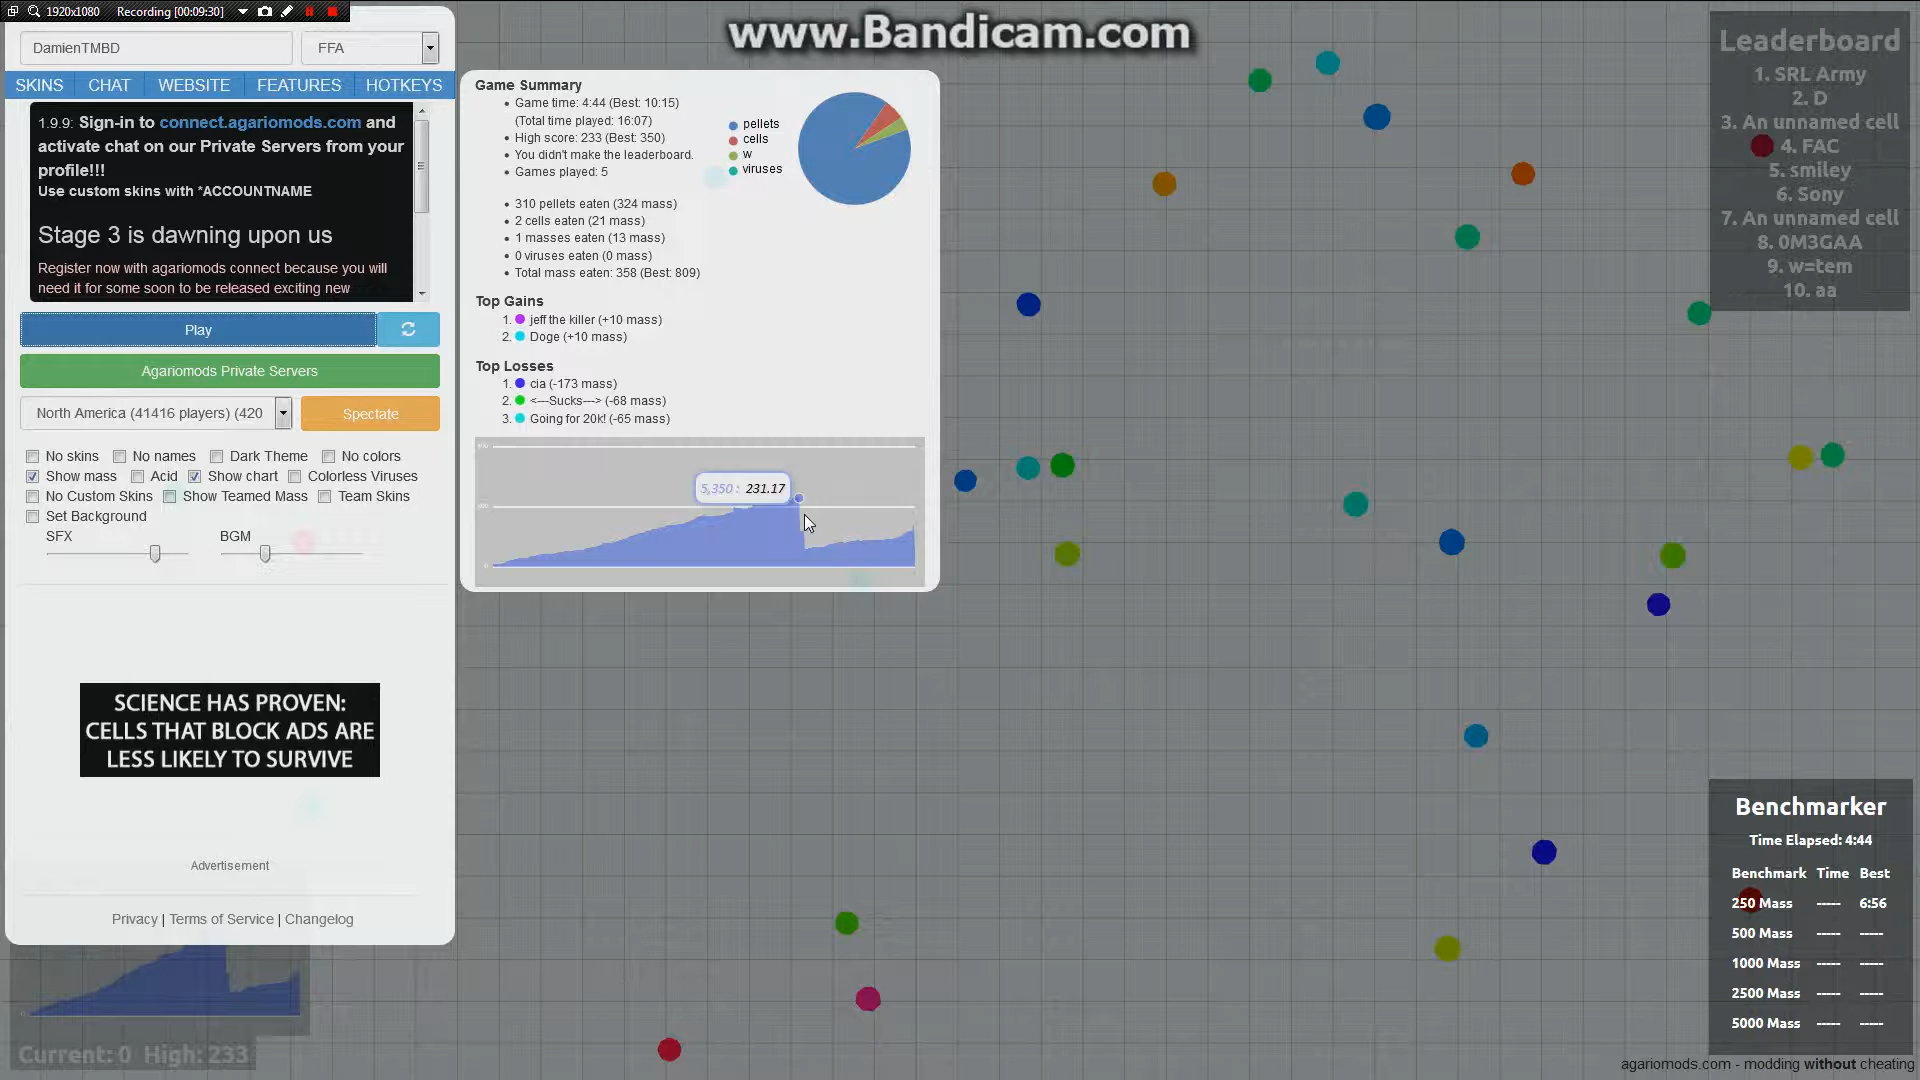 1920x1080 Recording [00:09:30]
www.Bandicam.com
DamienTMBD
FFA
SKINS CHAT WEBSITE FEATURES HOTKEYS
1.9.9: Sign-in to connect.agariomods.com and
activate chat on our Private Servers from your
profile!!!
Use custom skins with *ACCOUNTNAME
Stage 3 is dawning upon us
Register now with agariomods connect because you will
need it for some soon to be released exciting new
Play
Agariomods Private Servers
North America (41416 players) (420
Spectate
No skins No names Dark Theme No colors
Show mass Acid Show chart Colorless Viruses
No Custom Skins Show Teamed Mass Team Skins
Set Background
SFX BGM
SCIENCE HAS PROVEN:
CELLS THAT BLOCK ADS ARE
LESS LIKELY TO SURVIVE
Advertisement
Privacy | Terms of Service | Changelog
Current: 0 High: 233
Game Summary
Game time: 4:44 (Best: 10:15)
(Total time played: 16:07)
High score: 233 (Best: 350)
You didn't make the leaderboard.
Games played: 5
310 pellets eaten (324 mass)
2 cells eaten (21 mass)
1 masses eaten (13 mass)
0 viruses eaten (0 mass)
Total mass eaten: 358 (Best: 809)
pellets
cells
w
viruses
Top Gains
1. jeff the killer (+10 mass)
2. Doge (+10 mass)
Top Losses
1. cia (-173 mass)
2. <---Sucks---> (-68 mass)
3. Going for 20k! (-65 mass)
5,350 : 231.17
Leaderboard
1. SRL Army
2. D
3. An unnamed cell
4. FAC
5. smiley
6. Sony
7. An unnamed cell
8. 0M3GAA
9. w=tem
10. aa
Benchmarker
Time Elapsed: 4:44
Benchmark Time Best
250 Mass ----- 6:56
500 Mass ----- -----
1000 Mass ----- -----
2500 Mass ----- -----
5000 Mass ----- -----
agariomods.com - modding without cheating